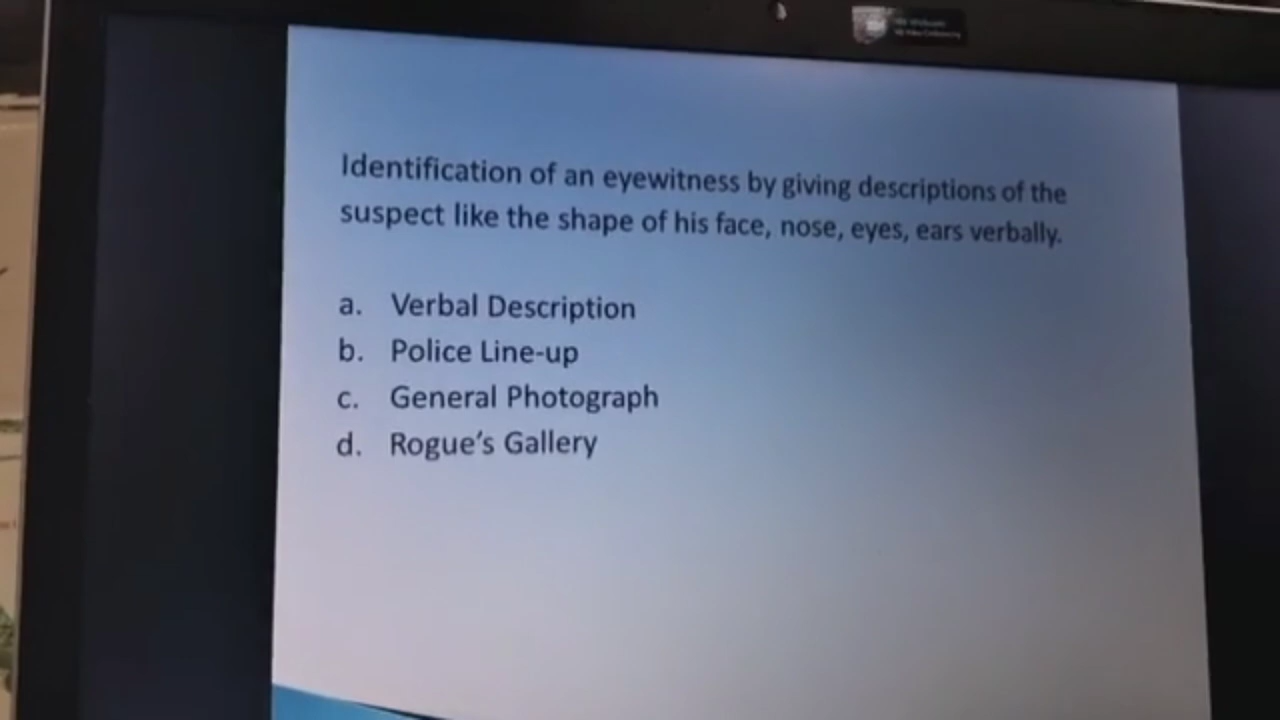 Identification of an eyewitness by giving descriptions of the
suspect like the shape of his face, nose, eyes, ears verbally.
a. Verbal Description
b. Police Line-up
c. General Photograph
d. Rogue's Gallery